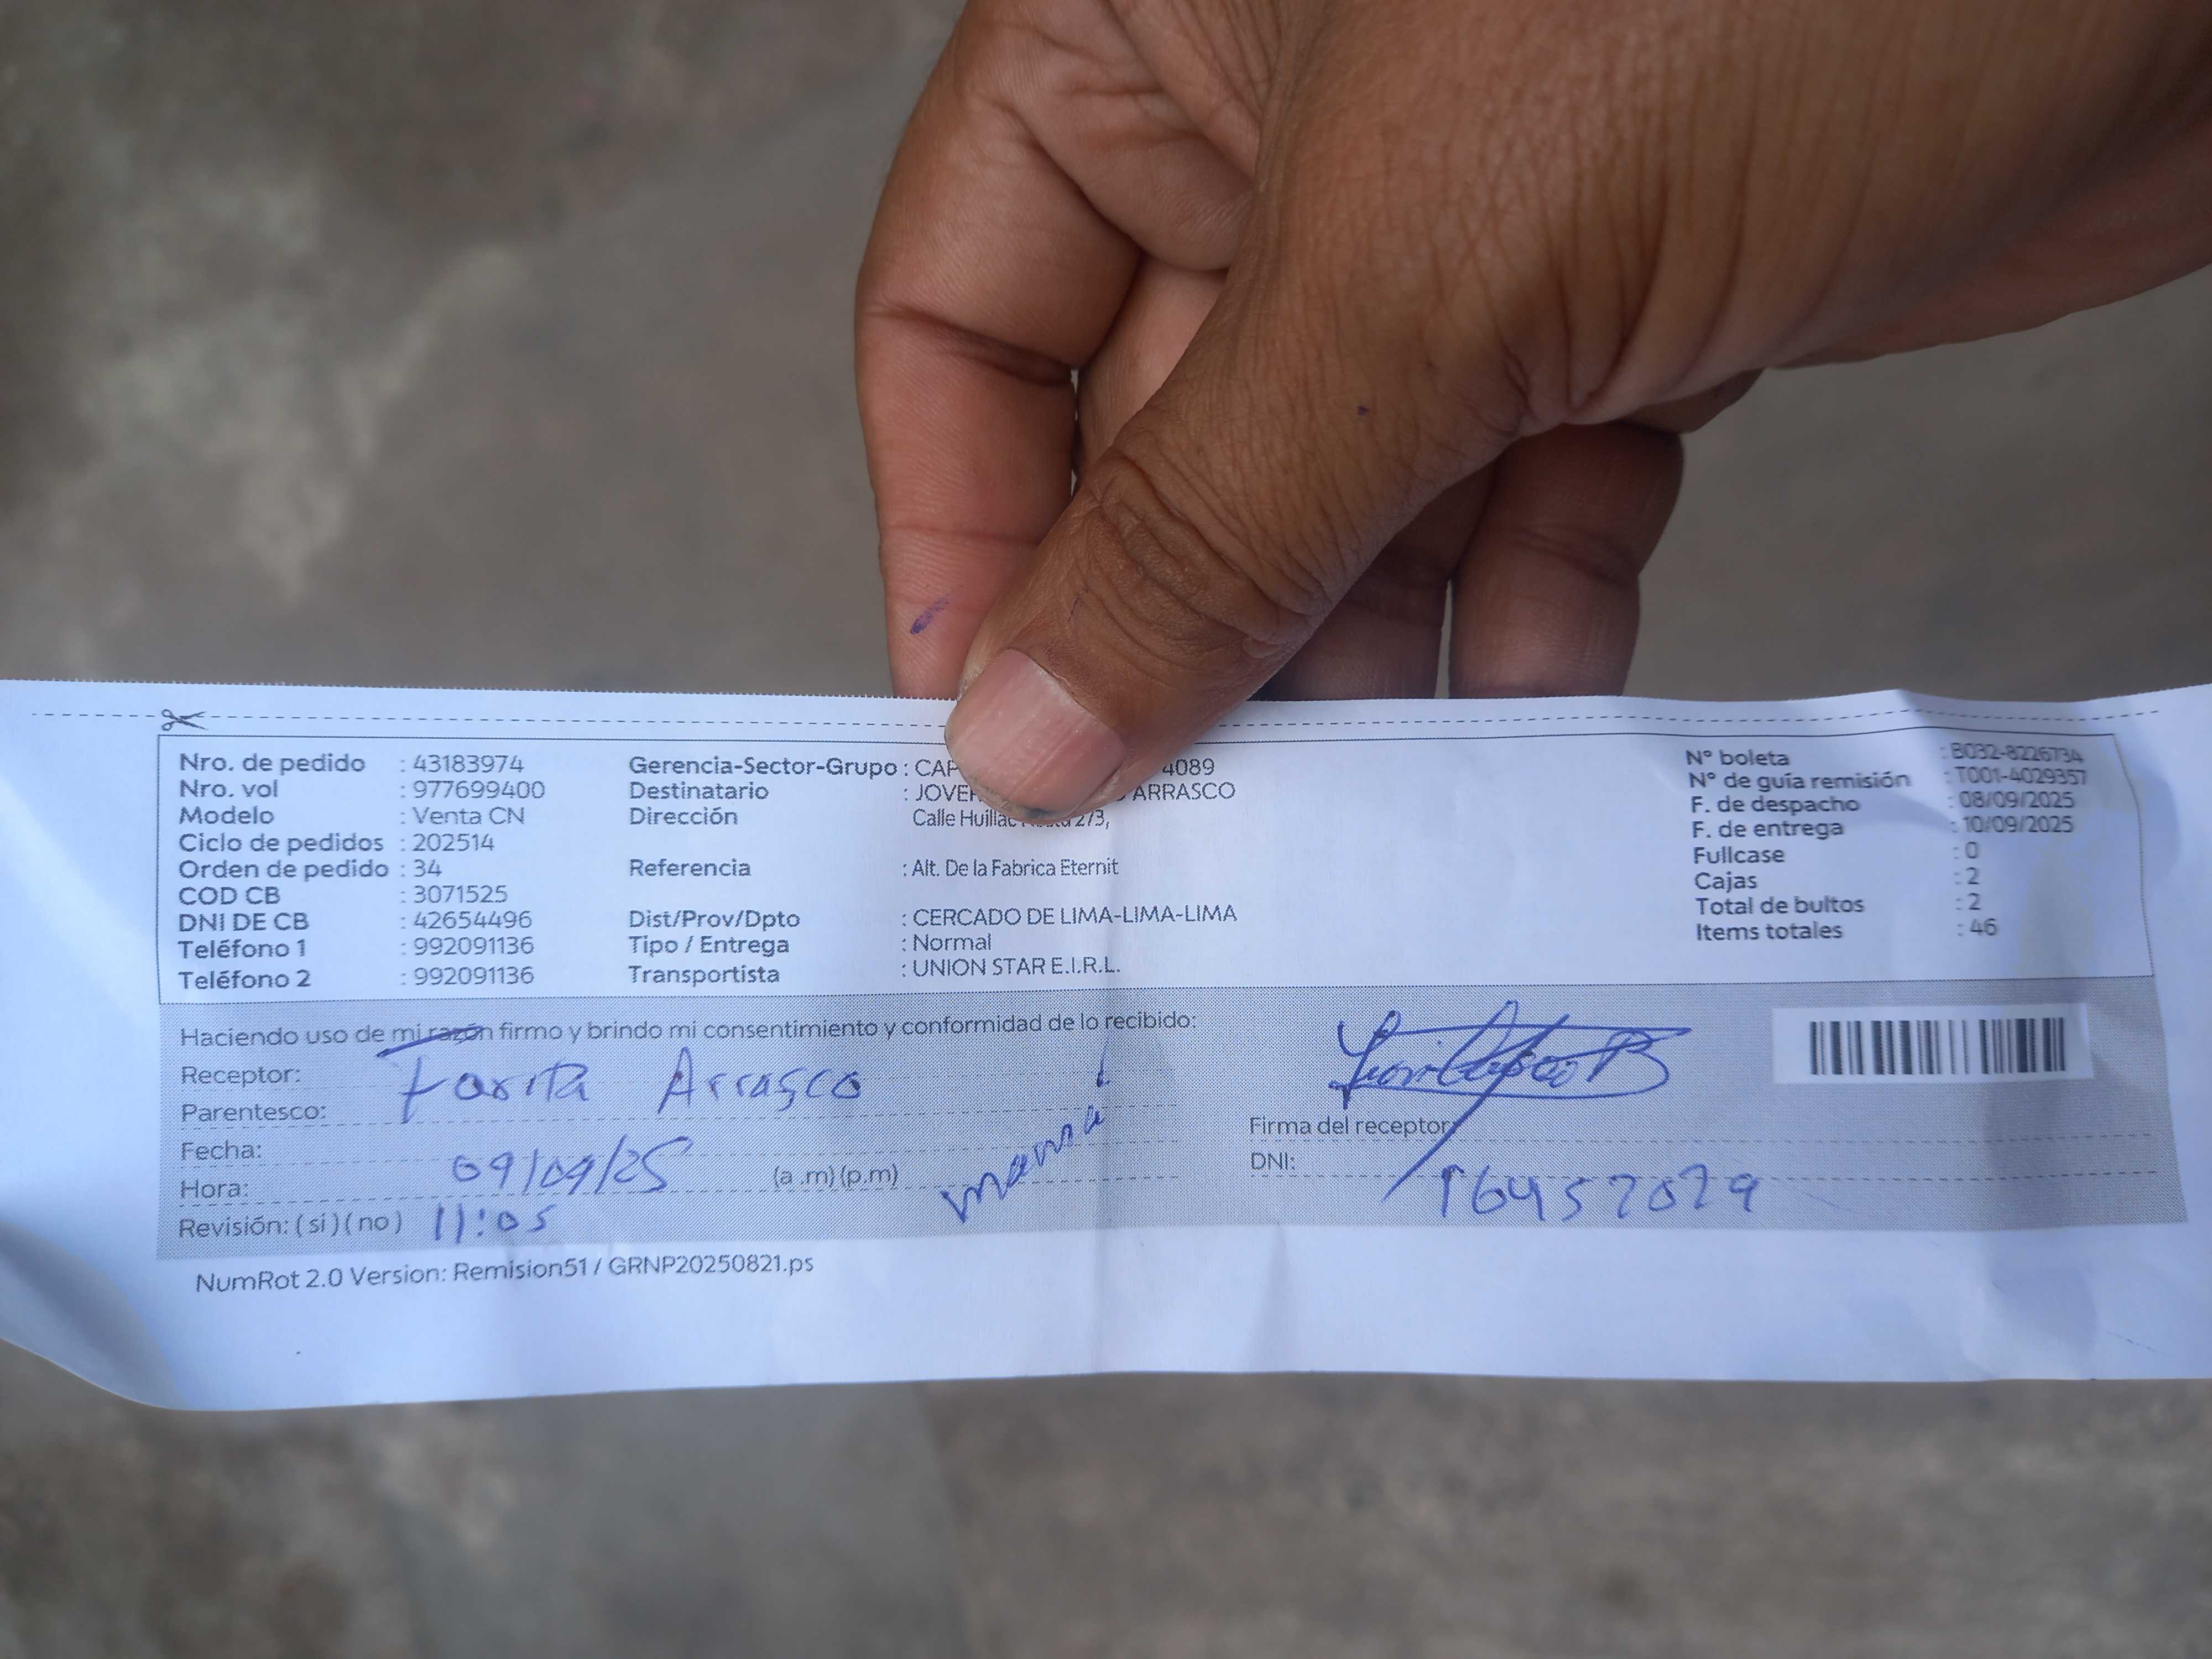 Nro. de pedido : 43183974
Nro. vol : 977699400
Modelo : Venta CN
Ciclo de pedidos : 202514
Orden de pedido : 34
COD CB : 3071525
DNI DE CB : 42654496
Teléfono 1 : 992091136
Teléfono 2 : 992091136
Gerencia-Sector-Grupo : 4089
Destinatario : ARRASCO
Dirección Calle
Referencia : Alt. De la Fabrica Eternit
Dist/Prov/Dpto : CERCADO DE LIMA-LIMA-LIMA
Tipo / Entrega : Normal
Transportista : UNION STAR E.I.R.L.
N° boleta : B032-8226734
N° de guía remisión : T001-4029357
F. de despacho : 08/09/2025
F. de entrega : 10/09/2025
Fullcase : 0
Cajas : 2
Total de bultos : 2
Items totales : 46
Haciendo uso de mi razón firmo y brindo mi consentimiento y conformidad de lo recibido:
Receptor: Arrasco
Parentesco: mama
Fecha: 09/09/25
Hora: (a .m) (p.m)
Revisión: ( si ) ( no ) 11:05
Firma del receptor:
DNI: 16457029
NumRot 2.0 Version: Remision51 / GRNP20250821.ps